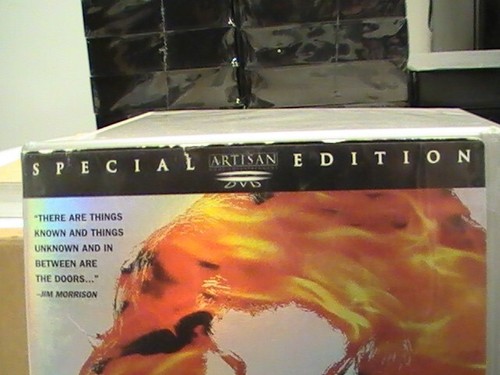 SPECIAL ARTISAN EDITION
"THERE ARE THINGS
KNOWN AND THINGS
UNKNOWN AND IN
BETWEEN ARE
THE DOORS..."
-JIM MORRISON